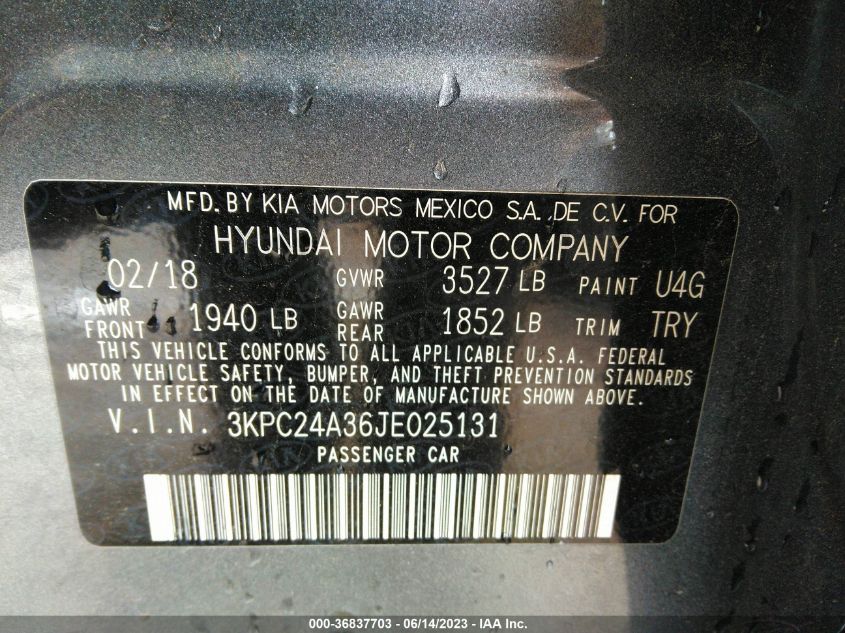 MFD. BY KIA MOTORS MEXICO S.A. DE C.V. FOR
HYUNDAI MOTOR COMPANY
02/18 GVWR 3527 LB PAINT U4G
GAWR FRONT 1940 LB GAWR REAR 1852 LB TRIM TRY
THIS VEHICLE CONFORMS TO ALL APPLICABLE U.S.A. FEDERAL
MOTOR VEHICLE SAFETY, BUMPER, AND THEFT PREVENTION STANDARDS
IN EFFECT ON THE DATE OF MANUFACTURE SHOWN ABOVE.
V.I.N. 3KPC24A36JE025131
PASSENGER CAR
000-36837703 - 06/14/2023 - IAA Inc.